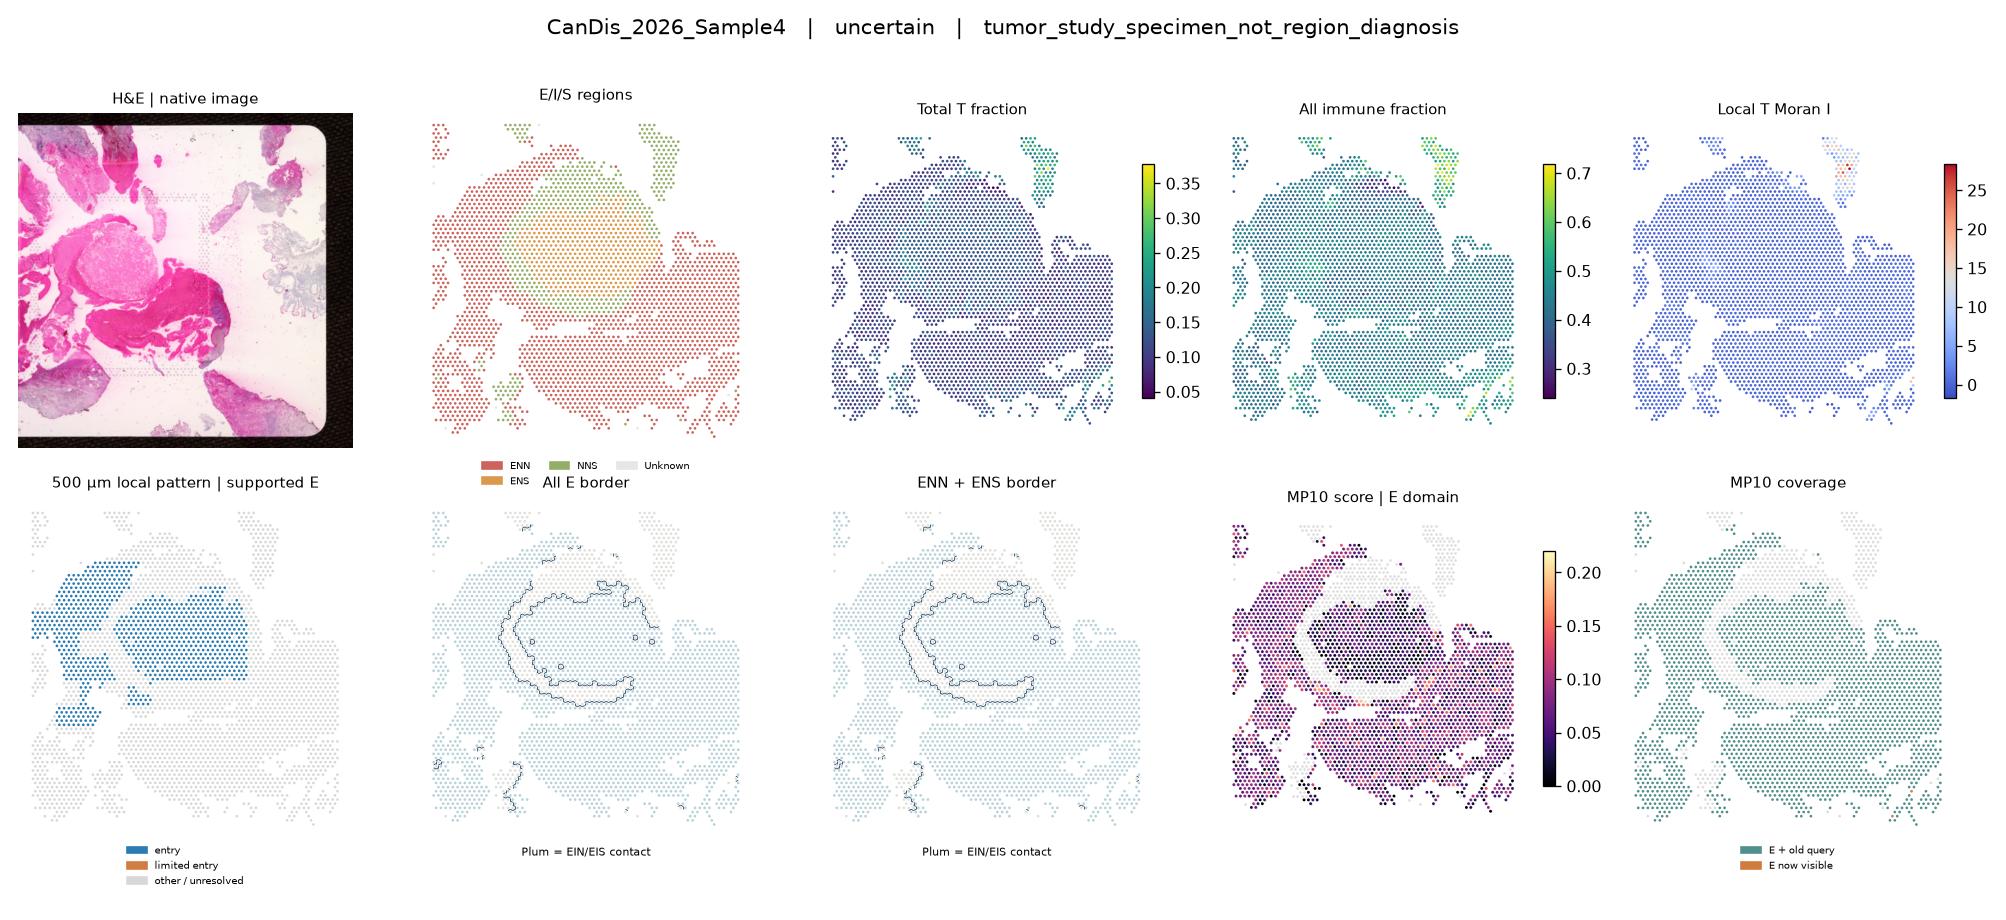 CanDis_2026_Sample4 | uncertain | tumor_study_specimen_not_region_diagnosis
H&E | native image
E/I/S regions
Total T fraction
All immune fraction
Local T Moran I
0.35
0.30
0.25
0.20
0.15
0.10
0.05
0.7
0.6
0.5
0.4
0.3
25
20
15
10
5
0
ENN
NNS
Unknown
ENS
500 µm local pattern | supported E
All E border
ENN + ENS border
MP10 score | E domain
MP10 coverage
0.20
0.15
0.10
0.05
0.00
entry
limited entry
other / unresolved
Plum = EIN/EIS contact
Plum = EIN/EIS contact
E + old query
E now visible